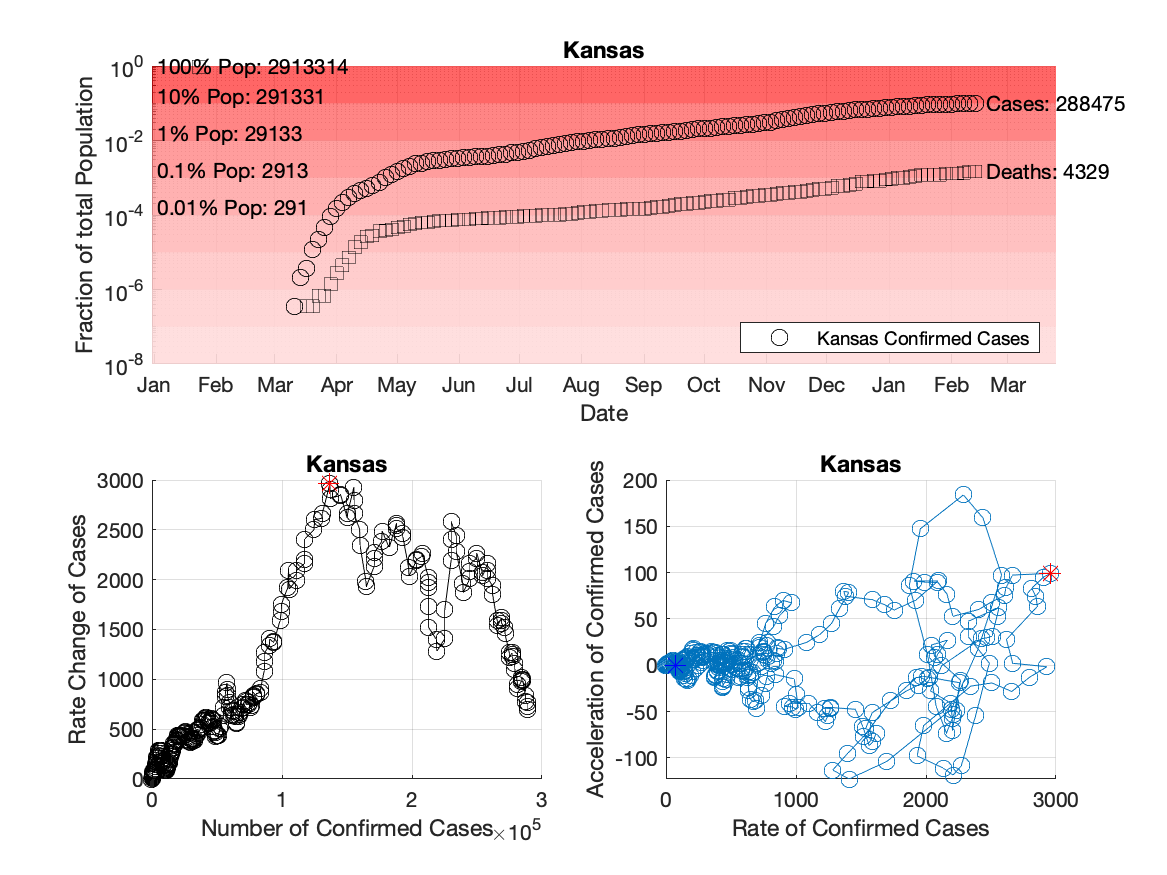 Kansas
10^0
10^-2
10^-4
10^-6
10^-8
Fraction of total Population
100% Pop: 2913314
10% Pop: 291331
1% Pop: 29133
0.1% Pop: 2913
0.01% Pop: 291
Cases: 288475
Deaths: 4329
Kansas Confirmed Cases
Jan Feb Mar Apr May Jun Jul Aug Sep Oct Nov Dec Jan Feb Mar
Date
Kansas
3000
2500
2000
1500
1000
500
0
Rate Change of Cases
0 1 2 3
Number of Confirmed Cases ×10^5
Kansas
200
150
100
50
0
-50
-100
Acceleration of Confirmed Cases
0 1000 2000 3000
Rate of Confirmed Cases